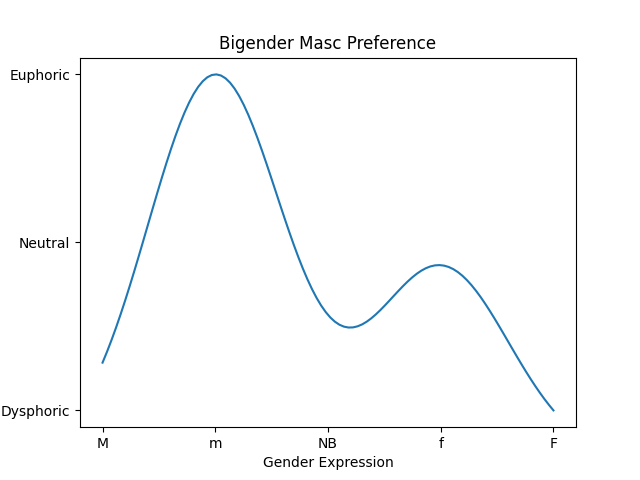 Bigender Masc Preference
Euphoric
Neutral
Dysphoric
M m NB f F
Gender Expression